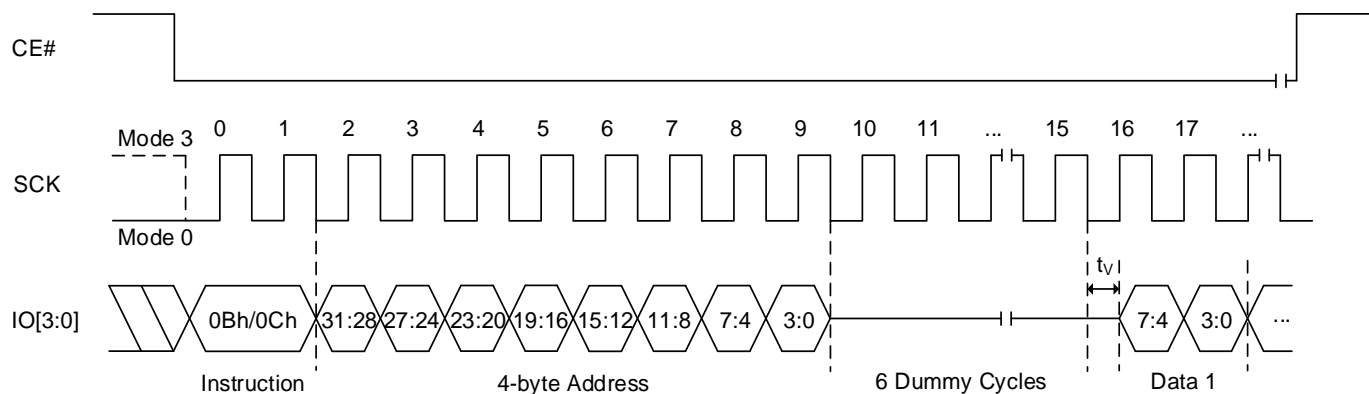 CE#
Mode 3
0 1 2 3 4 5 6 7 8 9 10 11 ... 15 16 17 ...
SCK
Mode 0
tV
IO[3:0]
0Bh/0Ch 31:28 27:24 23:20 19:16 15:12 11:8 7:4 3:0 7:4 3:0 ...
Instruction 4-byte Address 6 Dummy Cycles Data 1